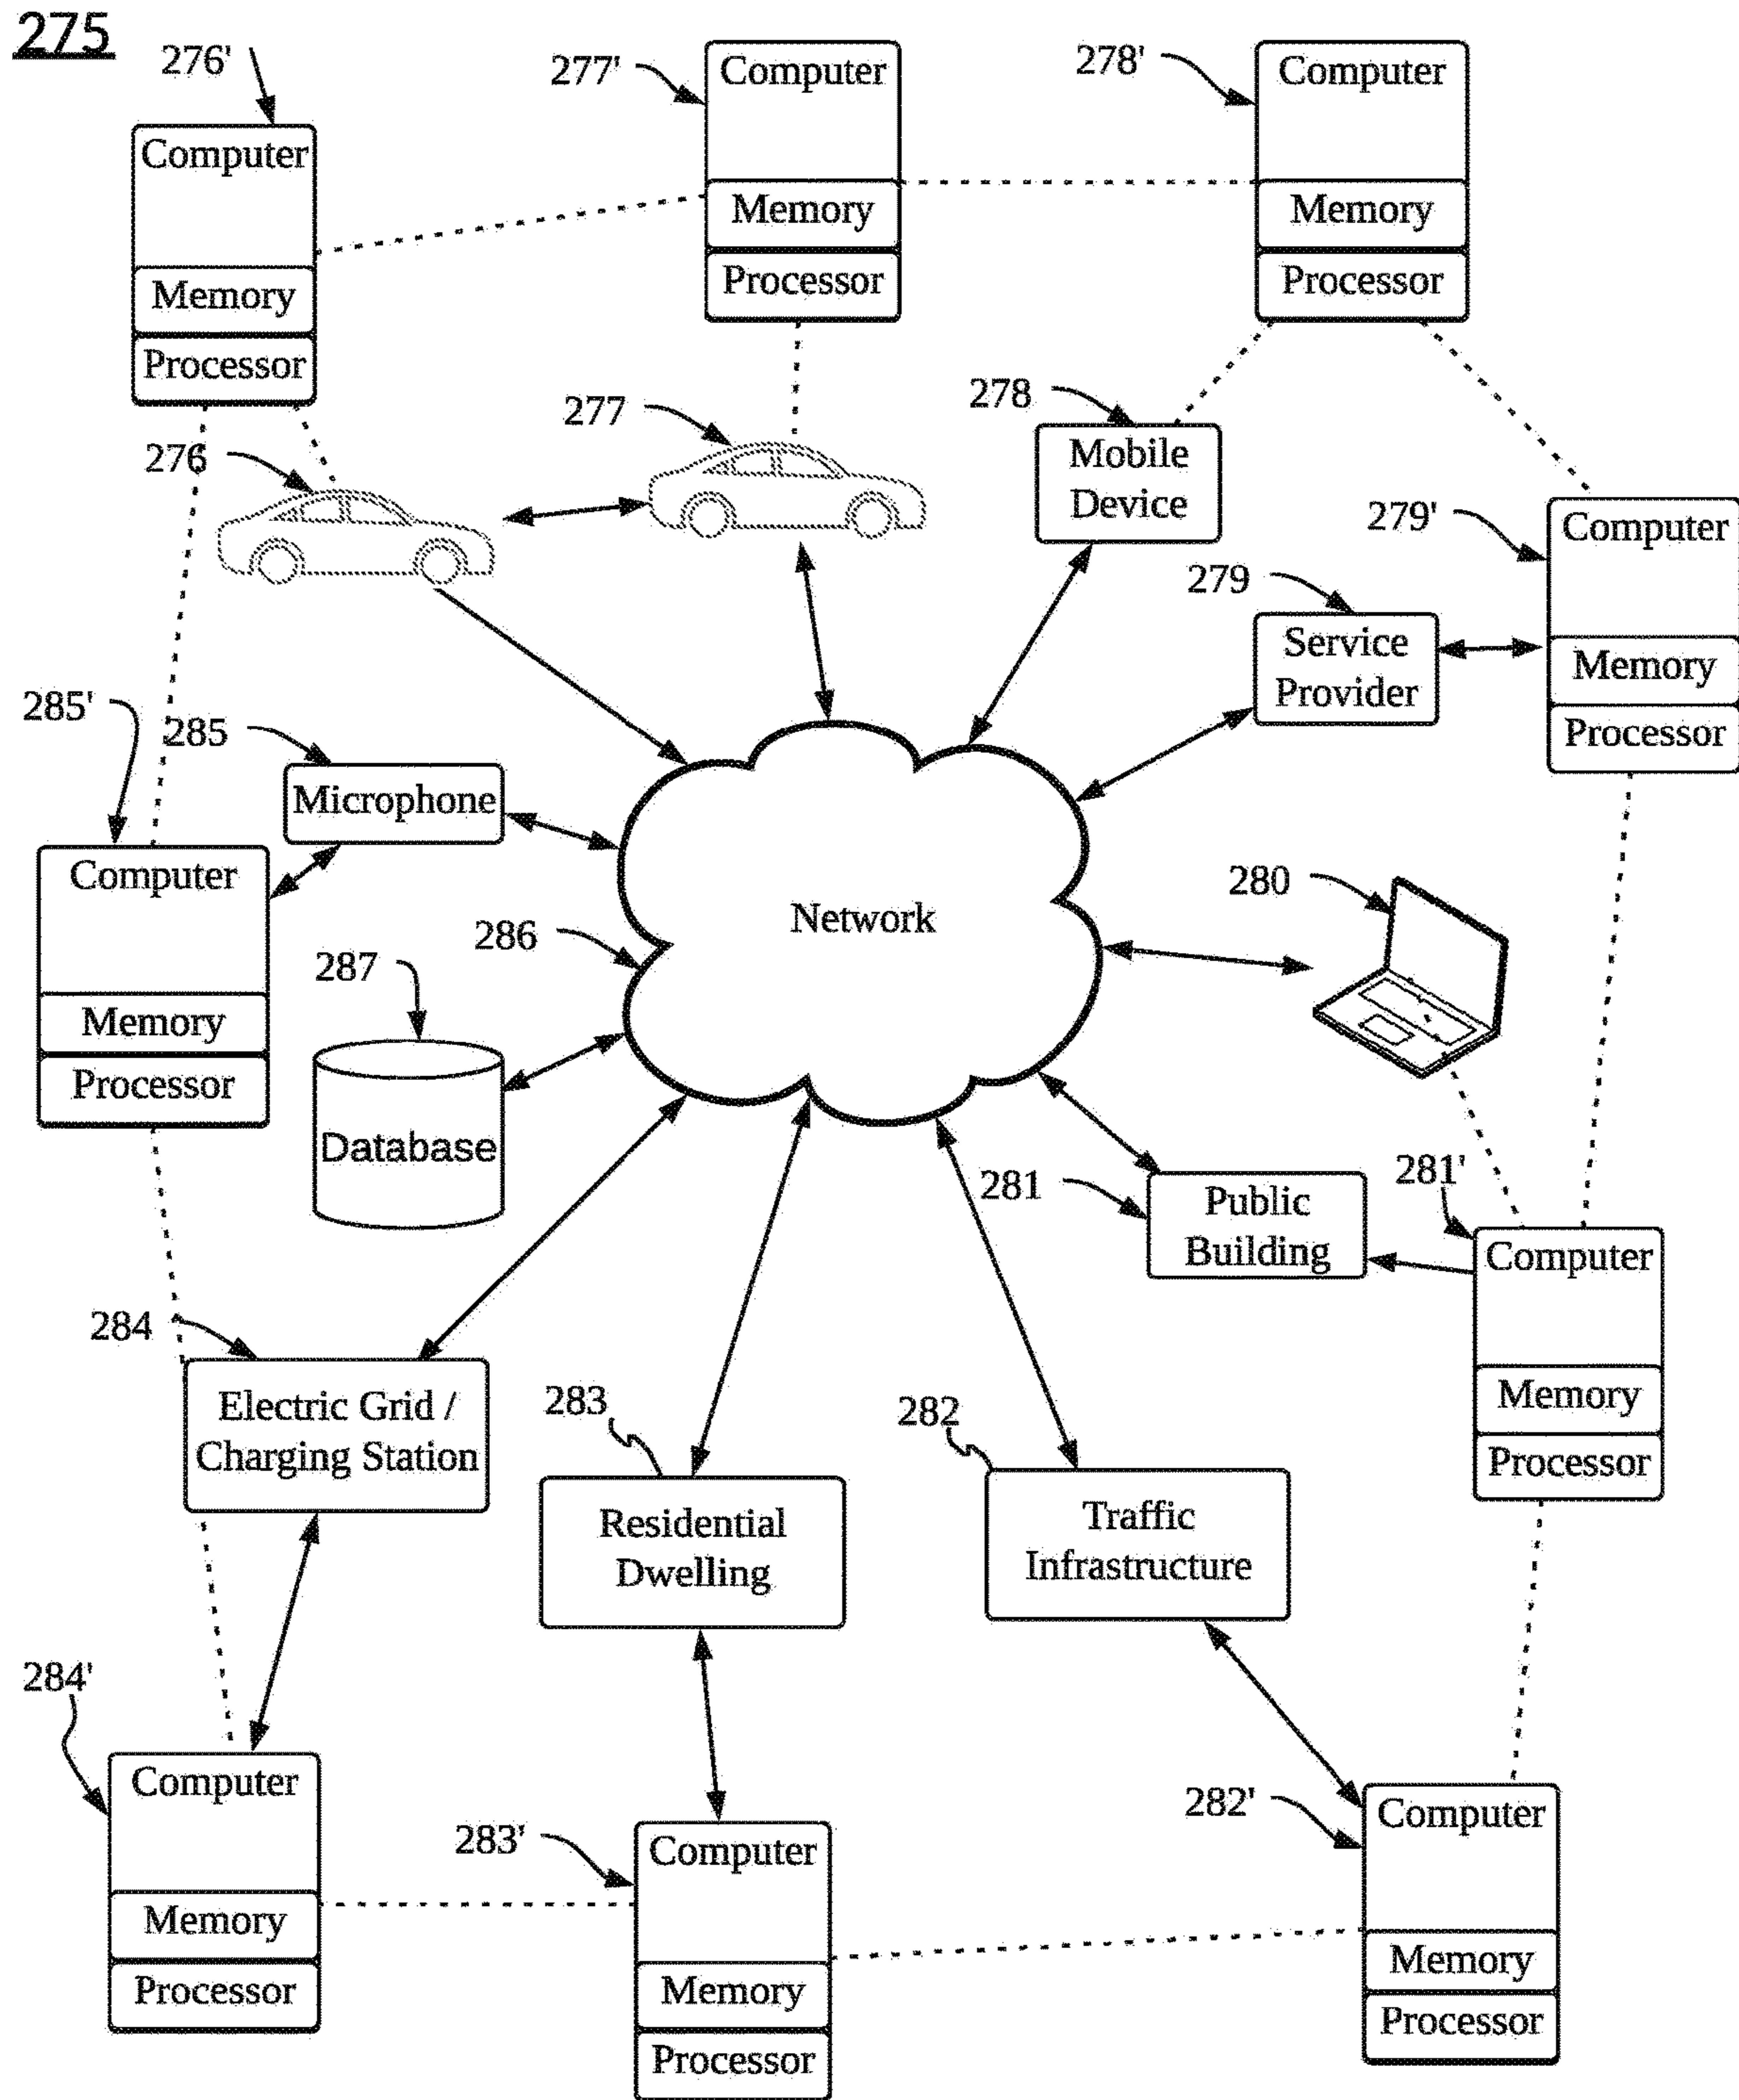 275
276'
277'
278'
Computer
Memory
Processor
Computer
Memory
Processor
Computer
Memory
Processor
276
277
278
Mobile
Device
279'
279
Service
Provider
Computer
Memory
Processor
285'
285
Microphone
Computer
Memory
Processor
286
Network
280
287
Database
281
Public
Building
281'
Computer
Memory
Processor
284
Electric Grid /
Charging Station
283
Residential
Dwelling
282
Traffic
Infrastructure
284'
Computer
Memory
Processor
283'
Computer
Memory
Processor
282'
Computer
Memory
Processor